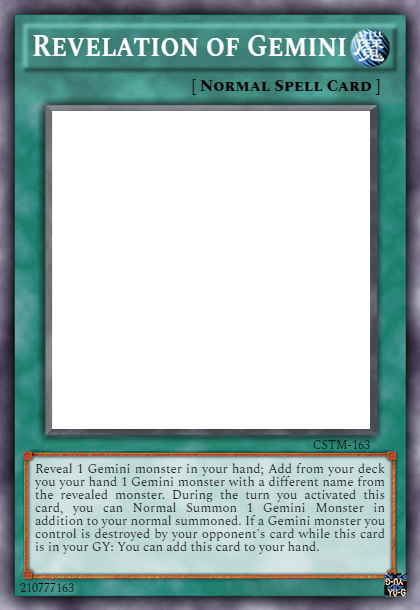 Revelation of Gemini
[ Normal Spell Card ]
CSTM-163
Reveal 1 Gemini monster in your hand; Add from your deck
you your hand 1 Gemini monster with a different name from
the revealed monster. During the turn you activated this
card, you can Normal Summon 1 Gemini Monster in
addition to your normal summoned. If a Gemini monster you
control is destroyed by your opponent's card while this card
is in your GY: You can add this card to your hand.
210777163